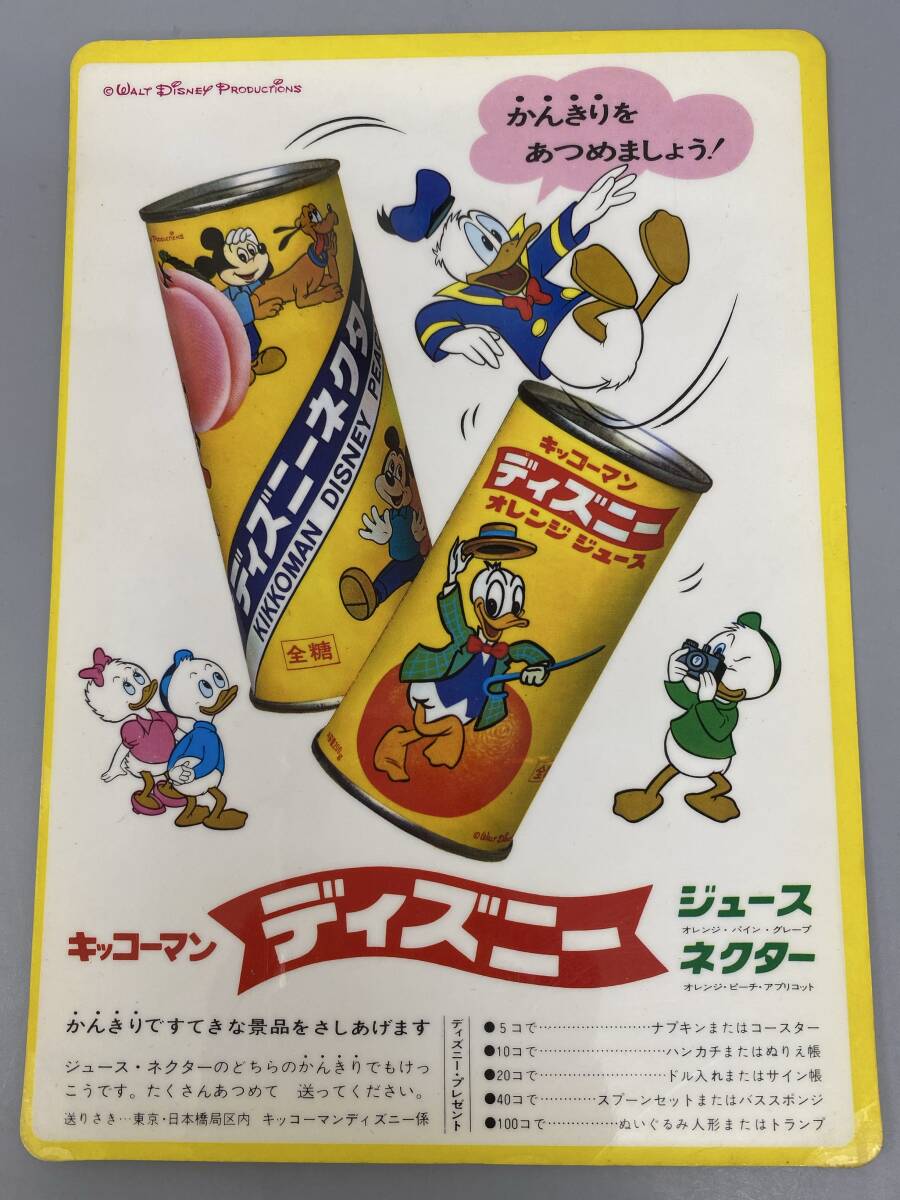 © WALT DISNEY PRODUCTIONS
かんきりを
あつめましょう!
PRODUCTIONS
ディズニーネクター
KIKKOMAN DISNEY PEA
全糖
キッコーマン
ディズニー
オレンジジュース
© WALT DIS
キッコーマン
ディズニー
ジュース
オレンジ・パイン・グレープ
ネクター
オレンジ・ピーチ・アプリコット
かんきりですてきな景品をさしあげます
ジュース・ネクターのどちらのかんきりでもけっ
こうです。たくさんあつめて 送ってください。
送りさき…東京・日本橋局区内 キッコーマンディズニー係
ディズニー・プレゼント
●5コで……………………ナプキンまたはコースター
●10コで……………………ハンカチまたはぬりえ帳
●20コで……………………ドル入れまたはサイン帳
●40コで…………スプーンセットまたはバススポンジ
●100コで…………ぬいぐるみ人形またはトランプ